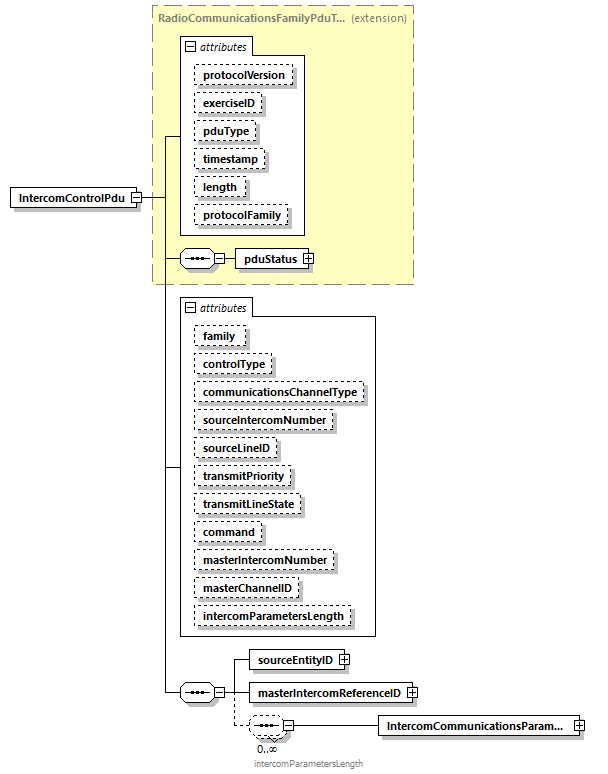 RadioCommunicationsFamilyPduT... (extension)
attributes
protocolVersion
exerciseID
pduType
timestamp
length
protocolFamily
IntercomControlPdu
pduStatus
attributes
family
controlType
communicationsChannelType
sourceIntercomNumber
sourceLineID
transmitPriority
transmitLineState
command
masterIntercomNumber
masterChannelID
intercomParametersLength
sourceEntityID
masterIntercomReferenceID
IntercomCommunicationsParam...
0..∞
intercomParametersLength